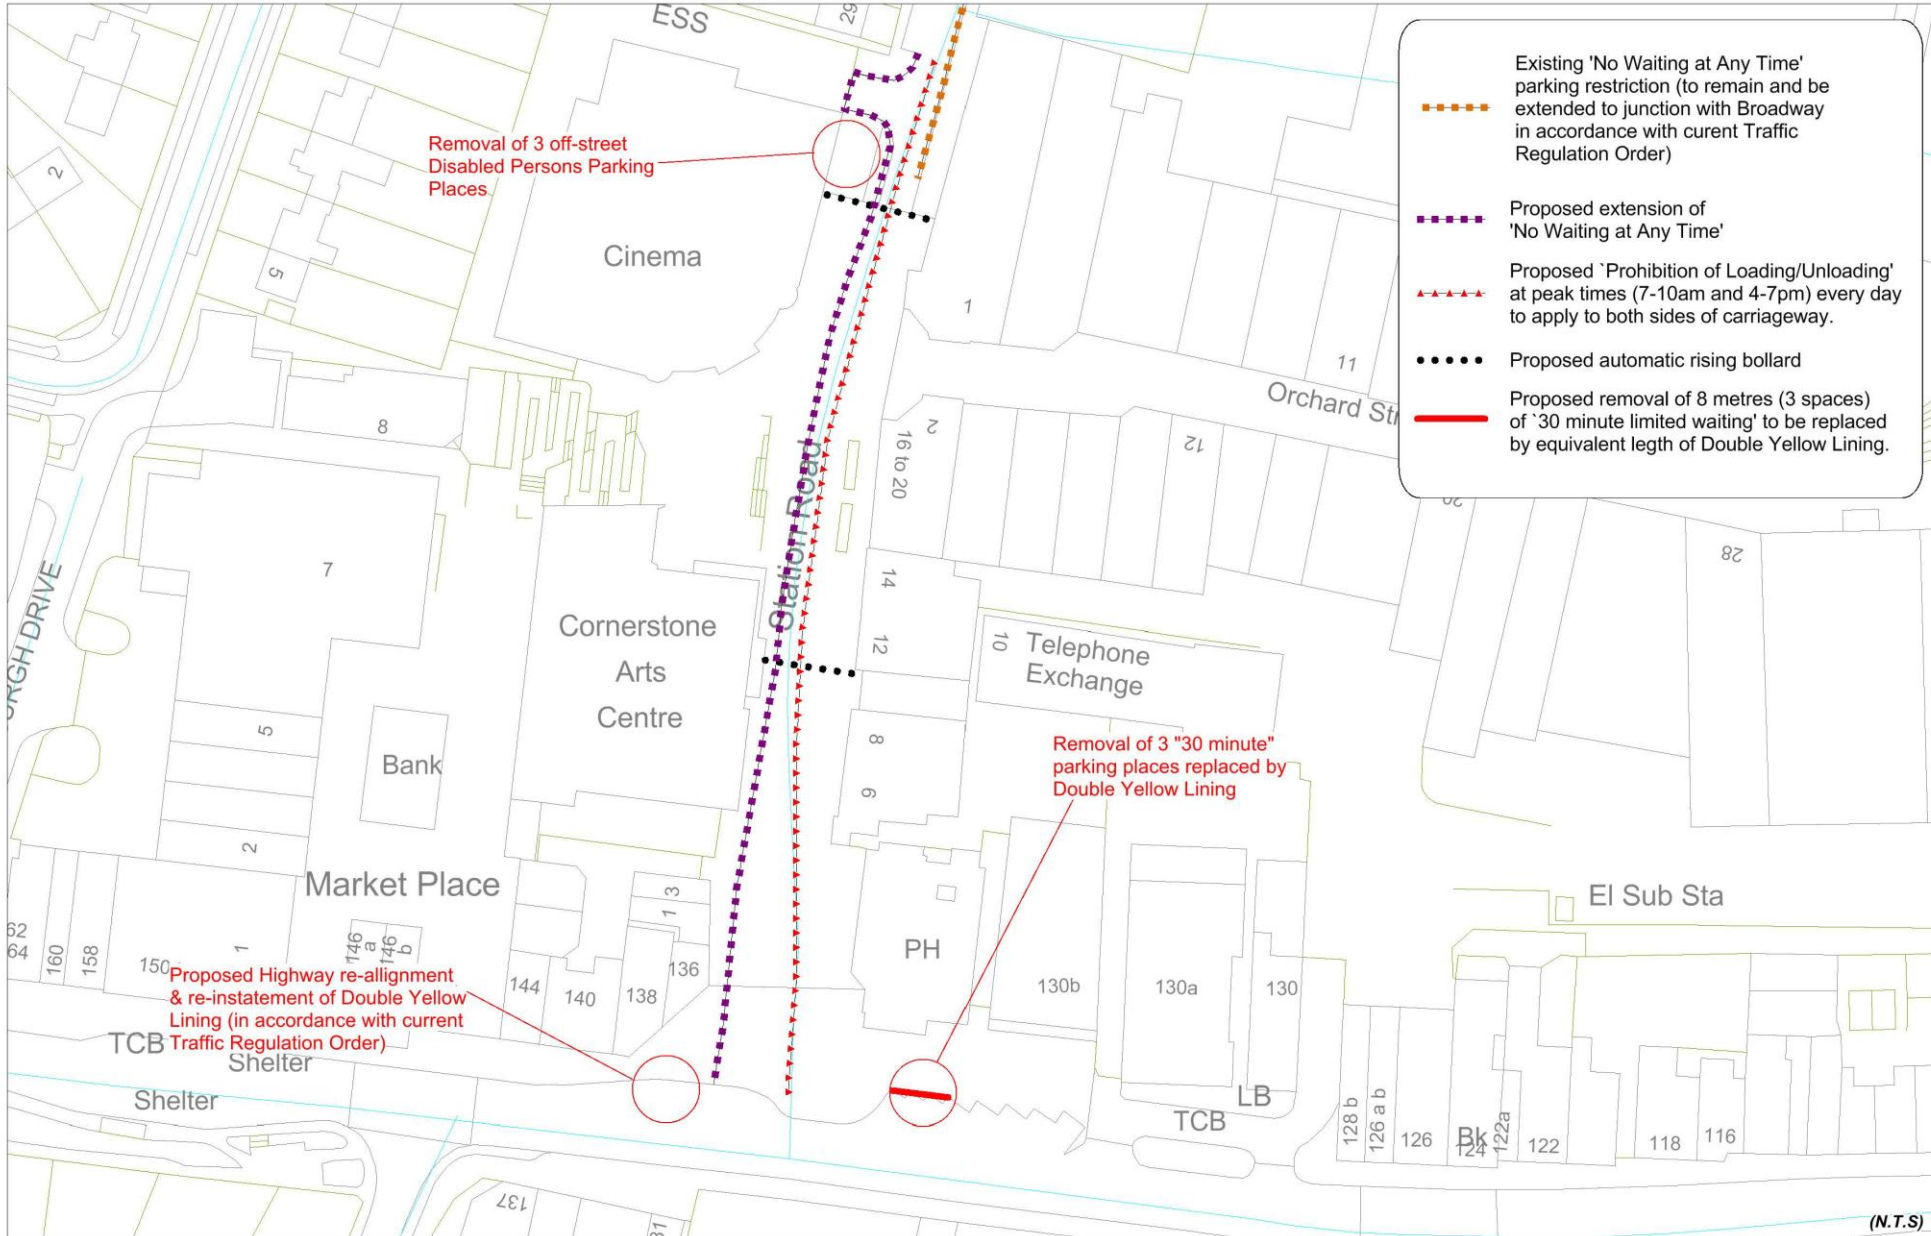 ESS
29
Existing 'No Waiting at Any Time'
parking restriction (to remain and be
extended to junction with Broadway
in accordance with curent Traffic
Regulation Order)
Proposed extension of
'No Waiting at Any Time'
Proposed `Prohibition of Loading/Unloading'
at peak times (7-10am and 4-7pm) every day
to apply to both sides of carriageway.
Proposed automatic rising bollard
Proposed removal of 8 metres (3 spaces)
of `30 minute limited waiting' to be replaced
by equivalent legth of Double Yellow Lining.
Removal of 3 off-street
Disabled Persons Parking
Places
2
5
Cinema
1
11
Orchard Str
8
2
16 to 20
12
28
Station Road
7
14
12
10
Telephone
Exchange
Cornerstone
Arts
Centre
RGH DRIVE
5
Bank
8
6
2
Removal of 3 "30 minute"
parking places replaced by
Double Yellow Lining
Market Place
3
1
El Sub Sta
PH
62
64
160
158
150
1
146
a
146
b
144
140
138
136
130b
130a
130
Proposed Highway re-allignment
& re-instatement of Double Yellow
Lining (in accordance with current
Traffic Regulation Order)
TCB
Shelter
Shelter
LB
TCB
128 b
126 a b
126
Bk
124
122a
122
118
116
137
(N.T.S)